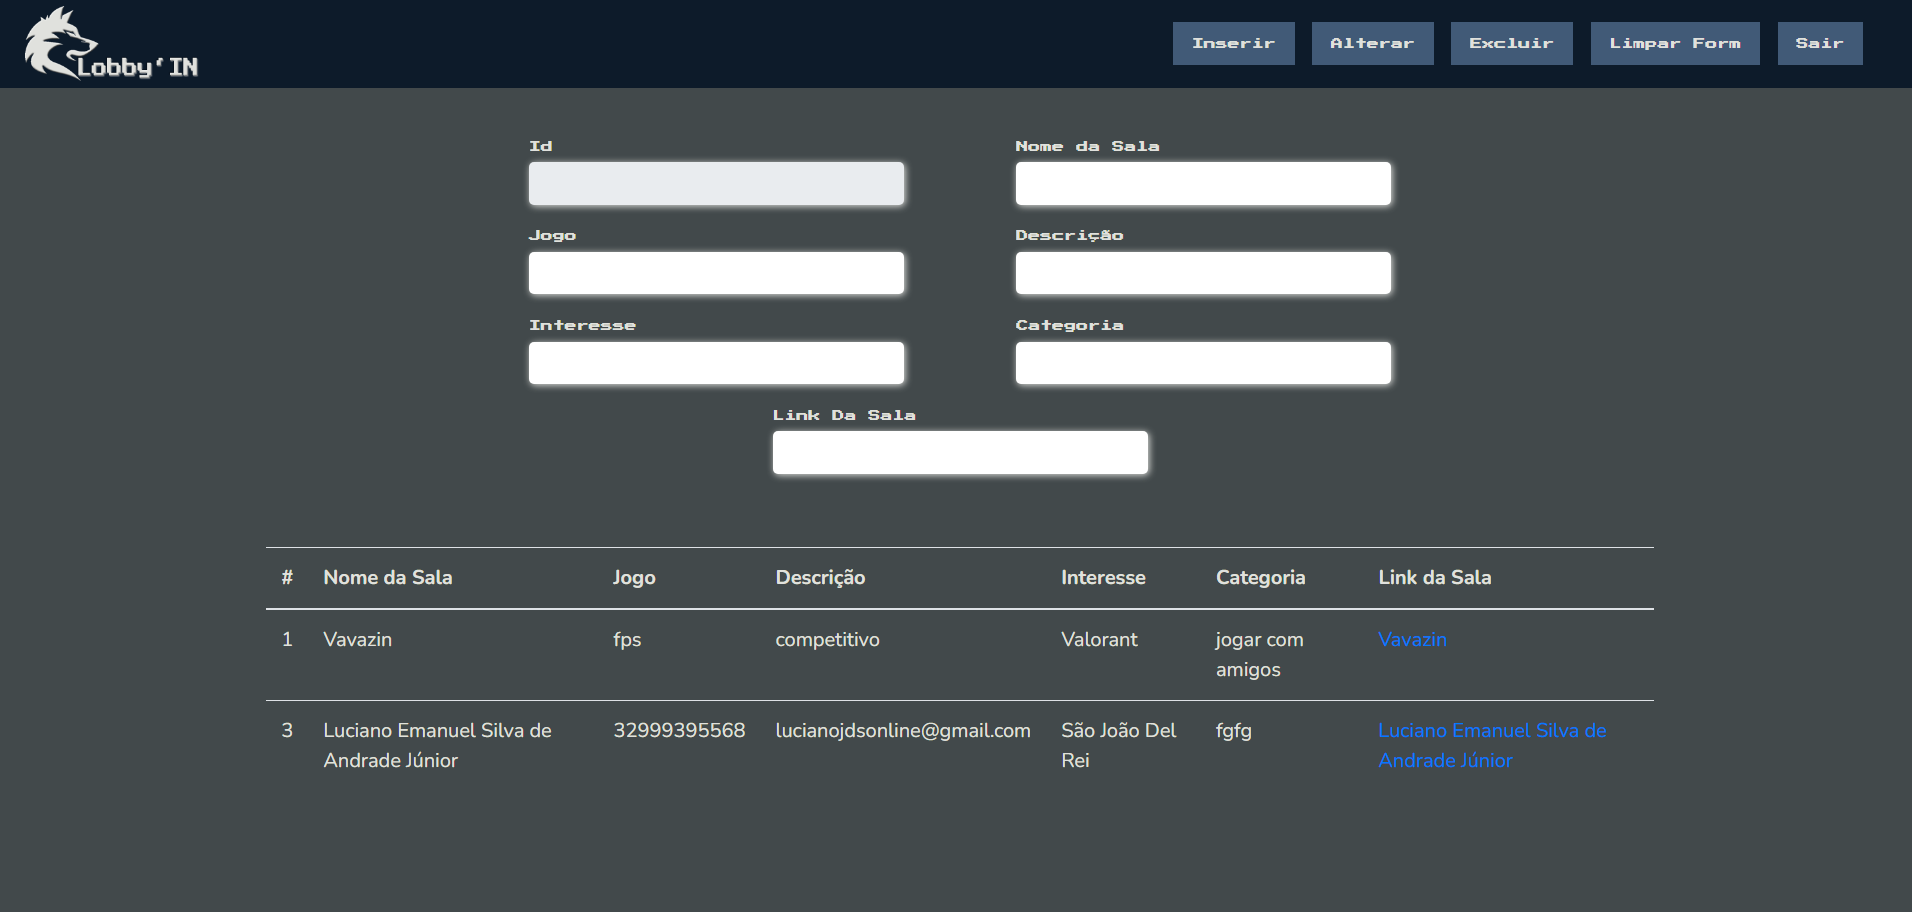 Lobby'IN
Inserir Alterar Excluir Limpar Form Sair
Id Nome da Sala
Jogo Descrição
Interesse Categoria
Link Da Sala
# Nome da Sala Jogo Descrição Interesse Categoria Link da Sala
1 Vavazin fps competitivo Valorant jogar com Vavazin
amigos
3 Luciano Emanuel Silva de 32999395568 lucianojdsonline@gmail.com São João Del fgfg Luciano Emanuel Silva de
Andrade Júnior Rei Andrade Júnior